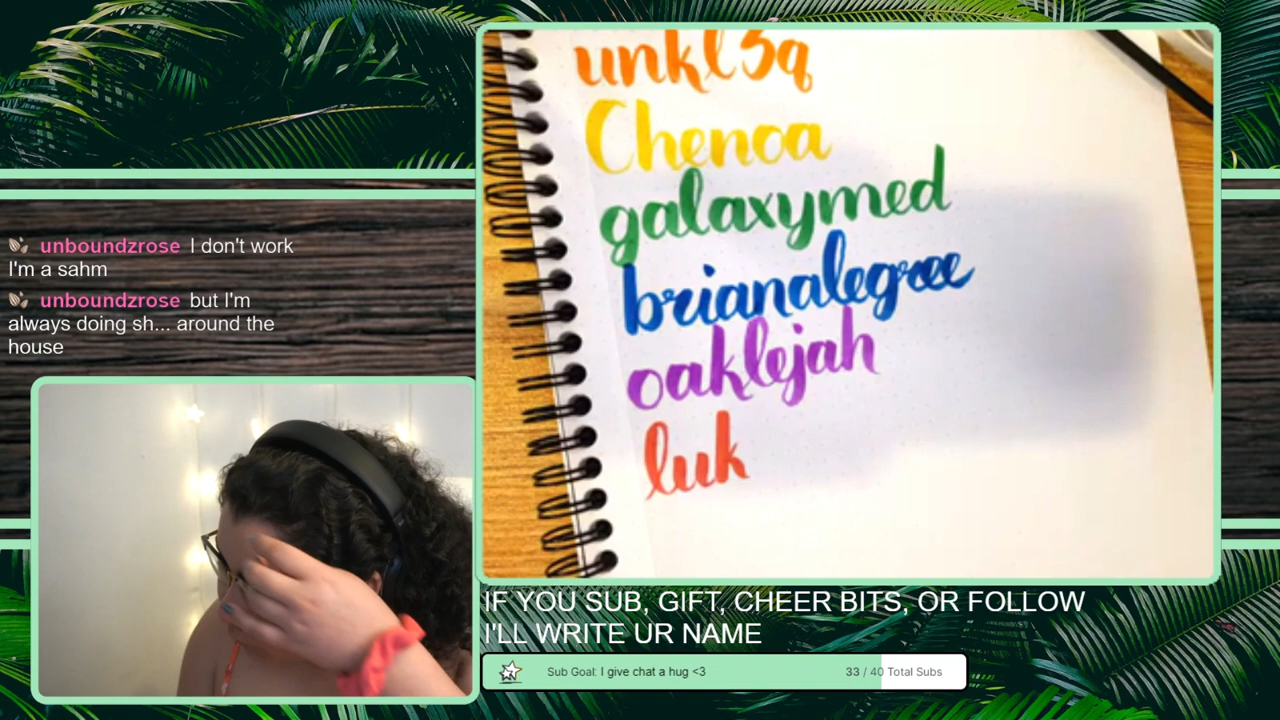 unkl3q
Chenoa
galaxymed
brianalegree
oaklejah
luk
unboundzrose I don't work
I'm a sahm
unboundzrose but I'm
always doing sh... around the
house
IF YOU SUB, GIFT, CHEER BITS, OR FOLLOW
I'LL WRITE UR NAME
Sub Goal: I give chat a hug <3 33 / 40 Total Subs